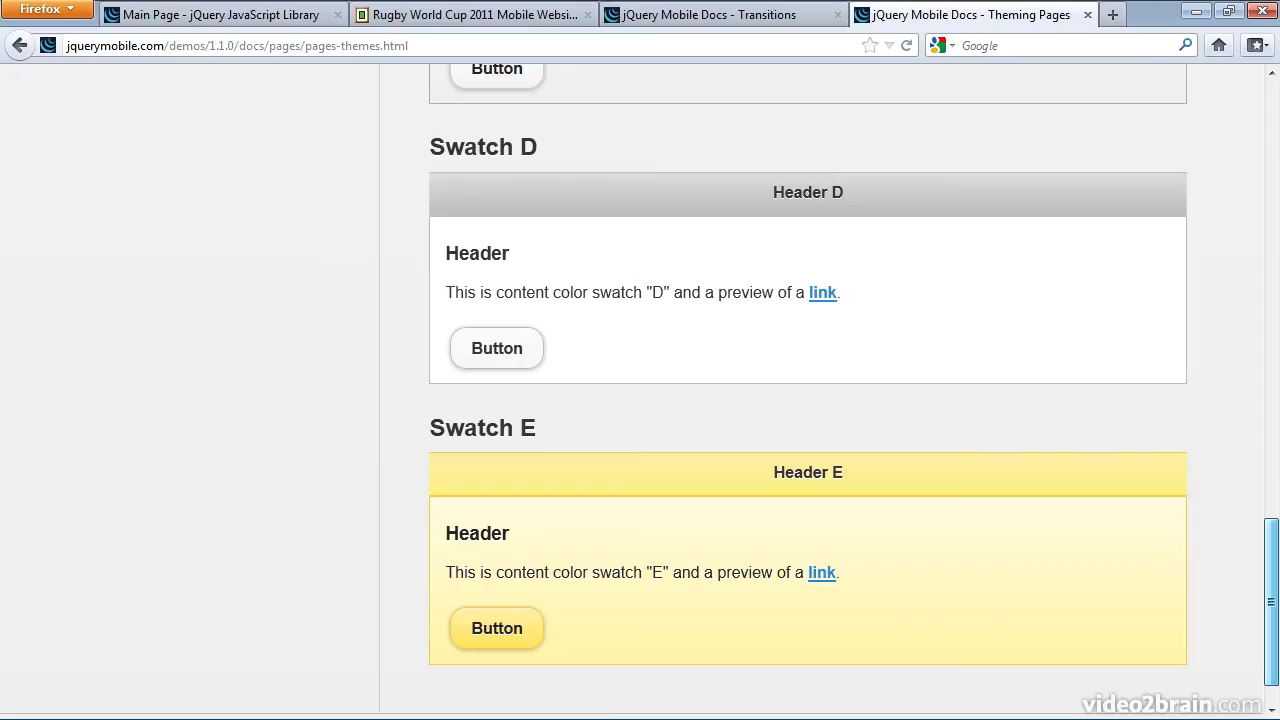 Firefox
Main Page - jQuery JavaScript Library
Rugby World Cup 2011 Mobile Websi...
jQuery Mobile Docs - Transitions
jQuery Mobile Docs - Theming Pages
jquerymobile.com/demos/1.1.0/docs/pages/pages-themes.html
Google
Button
Swatch D
Header D
Header
This is content color swatch "D" and a preview of a link.
Button
Swatch E
Header E
Header
This is content color swatch "E" and a preview of a link.
Button
video2brain.com